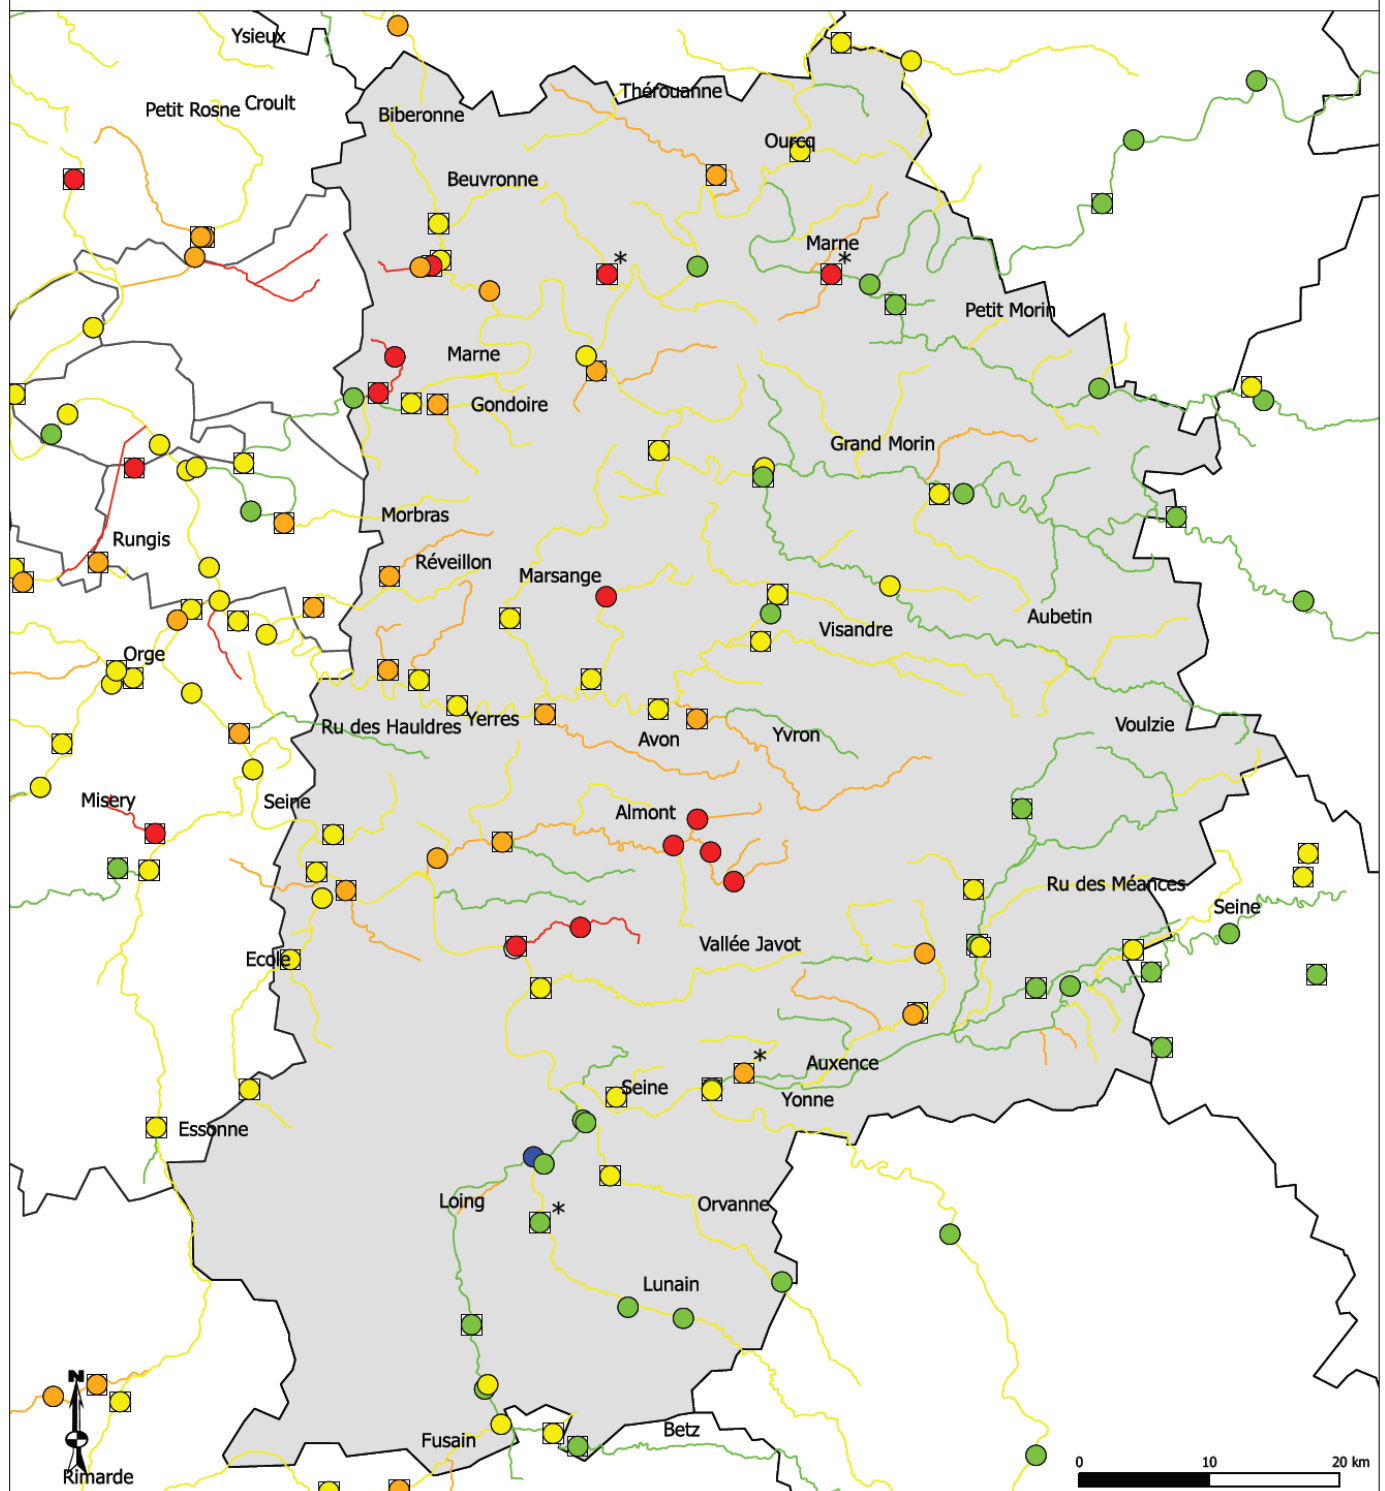 Ysieux
Thérouanne
Petit Rosne
Croult
Biberonne
Ourcq
Beuvronne
Marne
*
*
Petit Morin
Marne
Gondoire
Grand Morin
Morbras
Rungis
Réveillon
Marsange
Aubetin
Visandre
Orge
Ru des Hauldres
Yerres
Avon
Yvron
Voulzie
Misery
Seine
Almont
Ru des Méances
Seine
Vallée Javot
Ecole
*
Auxence
Seine
Yonne
Essonne
Loing
*
Orvanne
Lunain
N
Fusain
Betz
Rimarde
0 10 20 km